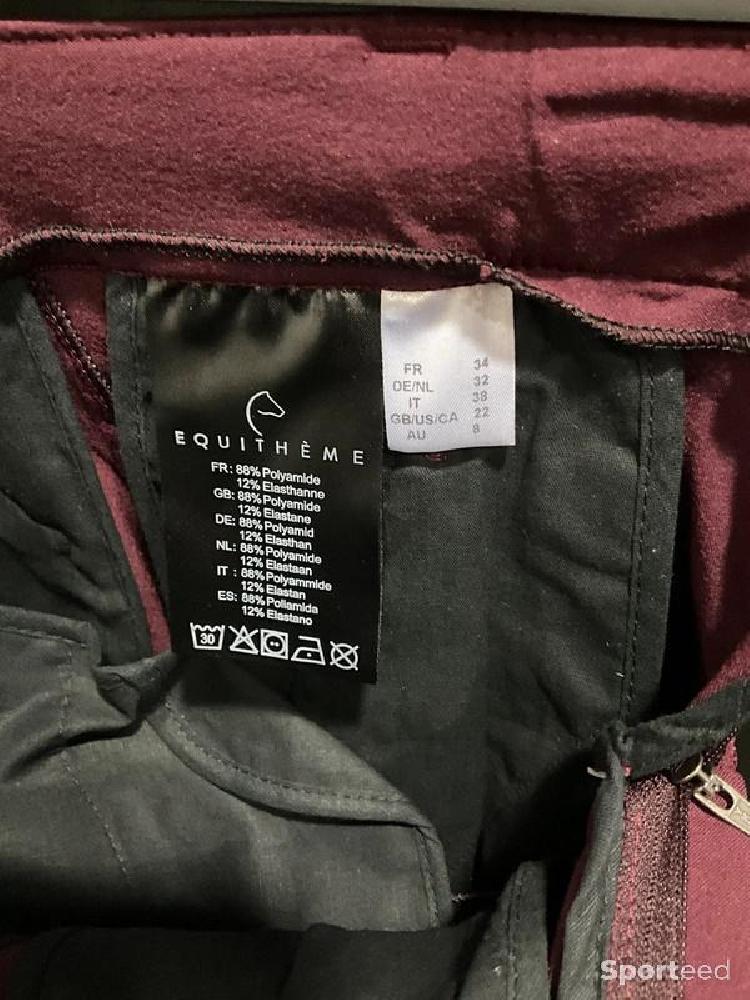 EQUITHÈME
FR: 88% Polyamide
12% Elasthanne
GB: 88% Polyamide
12% Elastane
DE: 88% Polyamid
12% Elasthan
NL: 88% Polyamide
12% Elastaan
IT : 88% Polyammide
12% Elastan
ES: 88% Poliamida
12% Elastano
30
FR 34
DE/NL 32
IT 38
GB/US/CA 22
AU 8
Sporteed